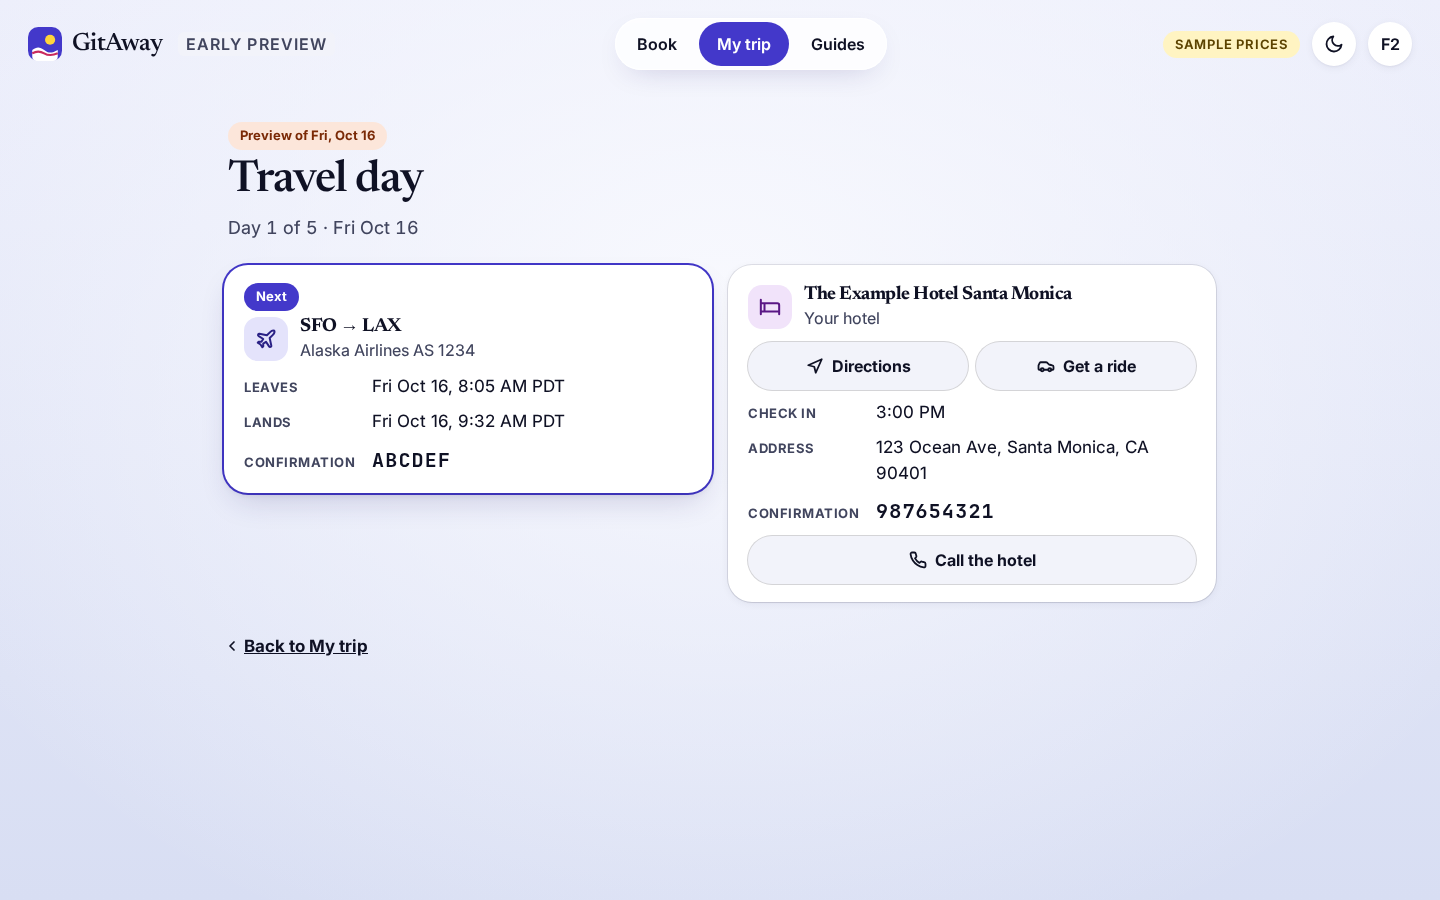 GitAway
EARLY PREVIEW
Book
My trip
Guides
SAMPLE PRICES
F2
Preview of Fri, Oct 16
Travel day
Day 1 of 5 · Fri Oct 16
Next
SFO → LAX
Alaska Airlines AS 1234
LEAVES Fri Oct 16, 8:05 AM PDT
LANDS Fri Oct 16, 9:32 AM PDT
CONFIRMATION ABCDEF
The Example Hotel Santa Monica
Your hotel
Directions
Get a ride
CHECK IN 3:00 PM
ADDRESS 123 Ocean Ave, Santa Monica, CA
90401
CONFIRMATION 987654321
Call the hotel
Back to My trip